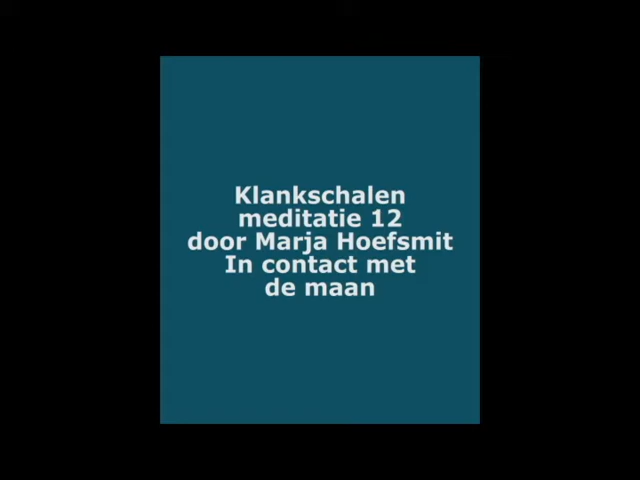 Klankschalen
meditatie 12
door Marja Hoefsmit
In contact met
de maan